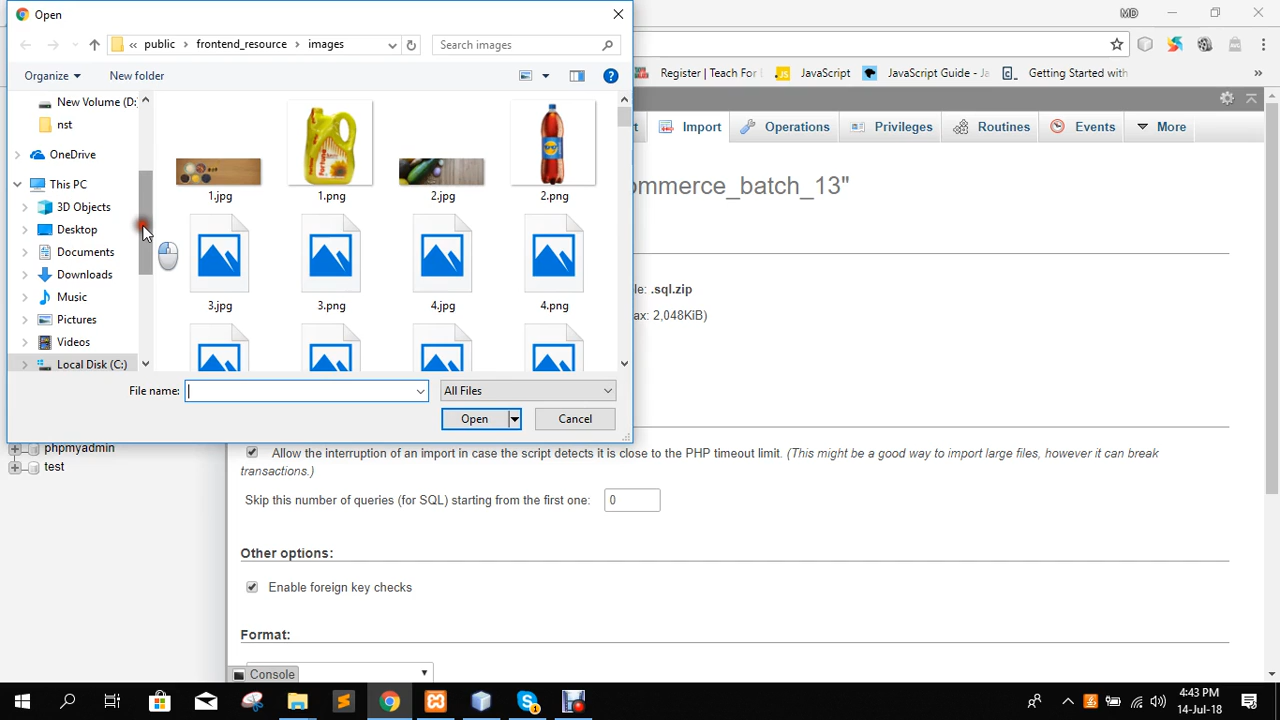 Open
MD
« public › frontend_resource › images
Search images
Organize
New folder
Register | Teach For
JavaScript
JavaScript Guide - Ja
Getting Started with
»
New Volume (D:
nst
OneDrive
This PC
3D Objects
Desktop
Documents
Downloads
Music
Pictures
Videos
Local Disk (C:)
1.jpg
1.png
2.jpg
2.png
3.jpg
3.png
4.jpg
4.png
File name:
All Files
Open
Cancel
t
Import
Operations
Privileges
Routines
Events
More
ommerce_batch_13"
le: .sql.zip
ax: 2,048KiB)
phpmyadmin
test
Allow the interruption of an import in case the script detects it is close to the PHP timeout limit. (This might be a good way to import large files, however it can break
transactions.)
Skip this number of queries (for SQL) starting from the first one: 0
Other options:
Enable foreign key checks
Format:
Console
1
4:43 PM
14-Jul-18